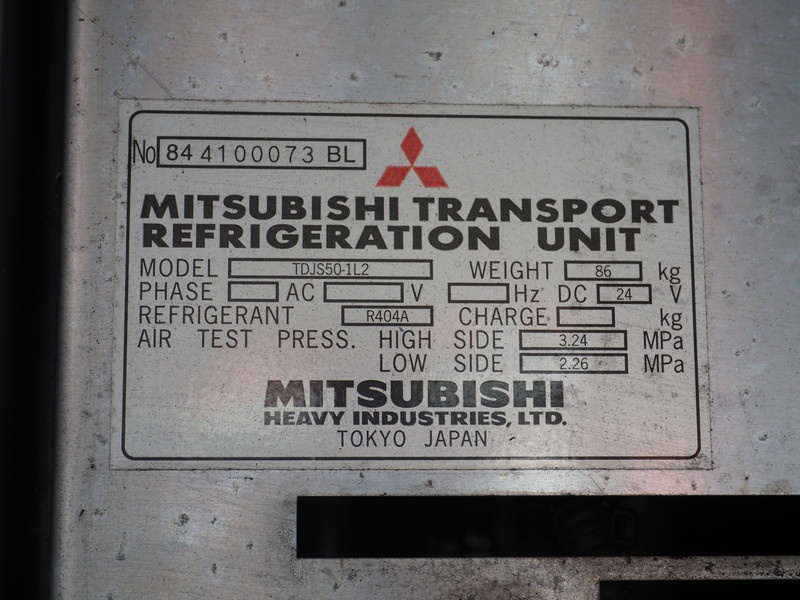 No 844100073 BL
MITSUBISHI TRANSPORT
REFRIGERATION UNIT
MODEL TDJS50-1L2 WEIGHT 86 kg
PHASE AC V Hz DC 24 V
REFRIGERANT R404A CHARGE kg
AIR TEST PRESS. HIGH SIDE 3.24 MPa
LOW SIDE 2.26 MPa
MITSUBISHI
HEAVY INDUSTRIES, LTD.
TOKYO JAPAN